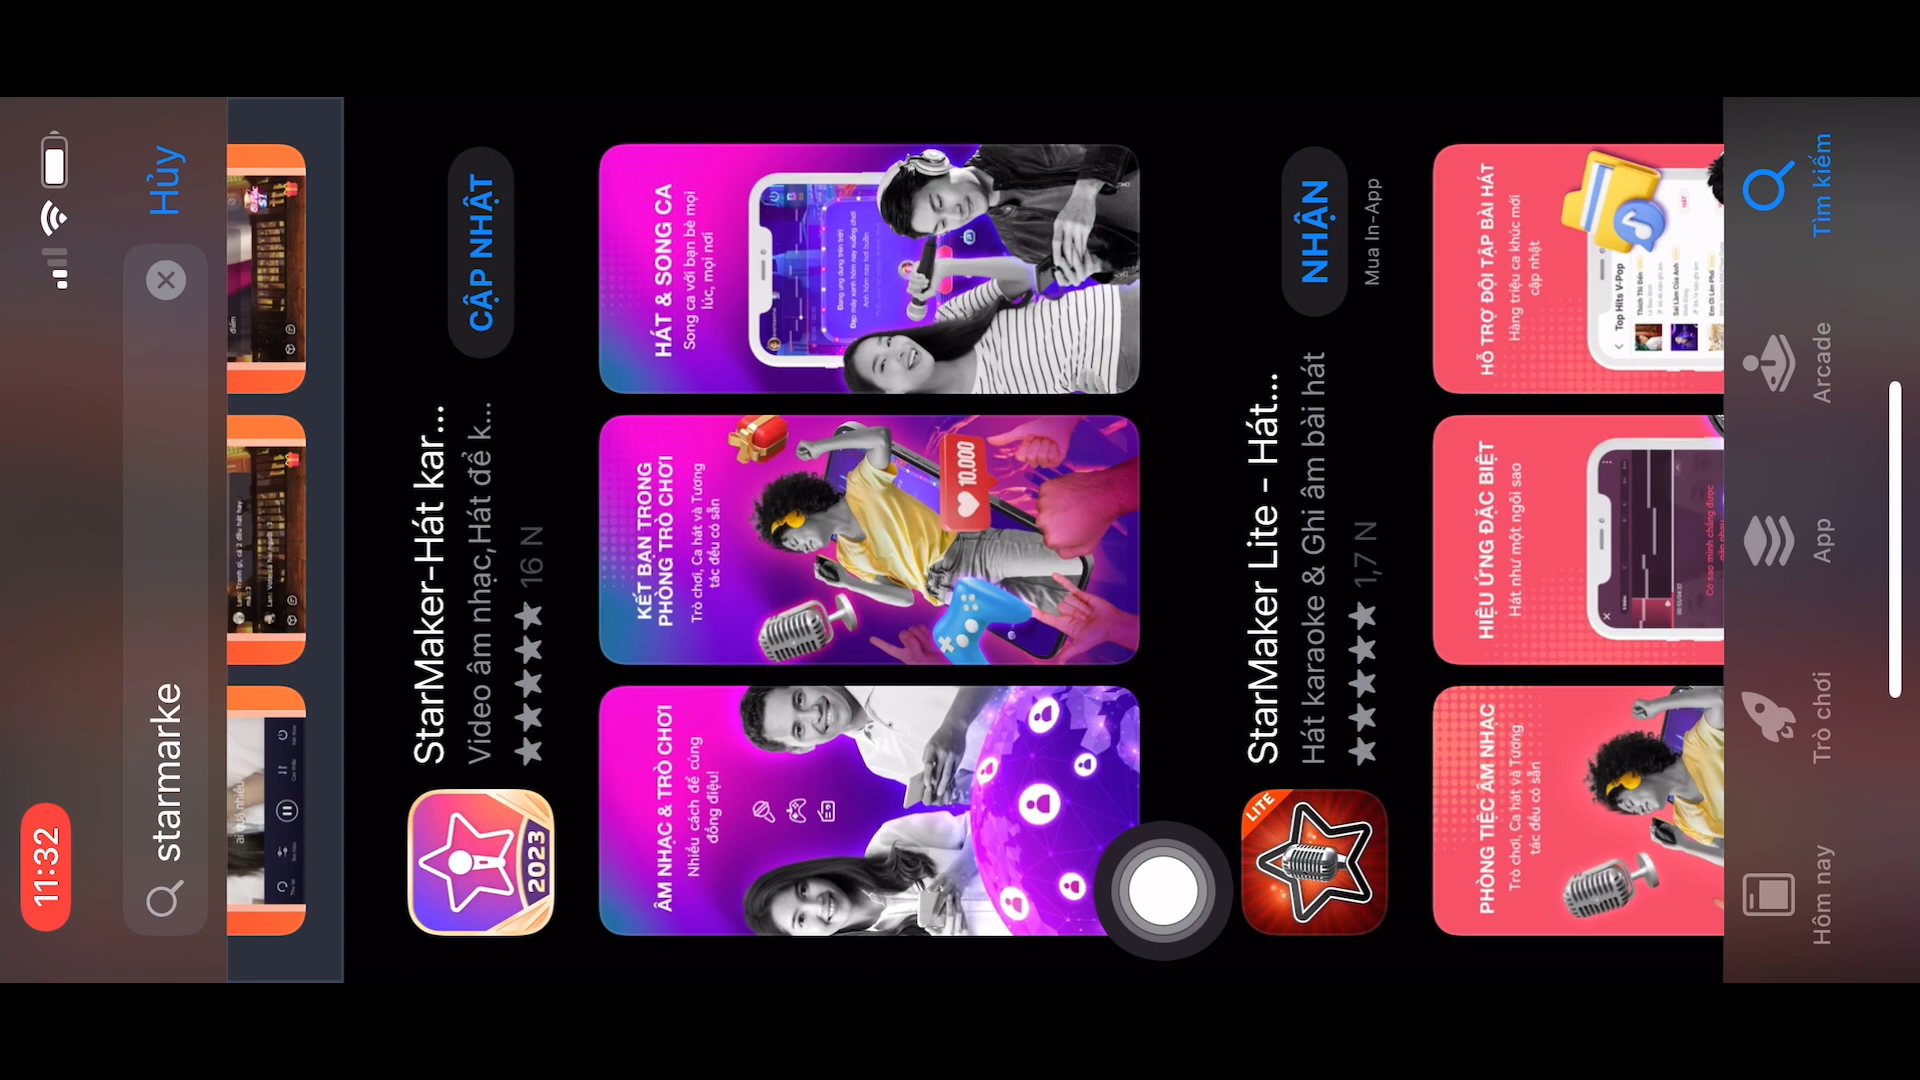 11:32
starmarke
Hủy
StarMaker-Hát kar...
Video âm nhạc,Hát để k...
16 N
CẬP NHẬT
2023
ÂM NHẠC & TRÒ CHƠI
Nhiều cách để cùng
đồng điệu!
KẾT BẠN TRONG
PHÒNG TRÒ CHƠI
Trò chơi, Ca hát và Tương
tác đều có sẵn
10,000
HÁT & SONG CA
Song ca với bạn bè mọi
lúc, mọi nơi
StarMaker Lite - Hát...
Hát karaoke & Ghi âm bài hát
1,7 N
NHẬN
Mua In-App
LITE
PHÒNG TIỆC ÂM NHẠC
Trò chơi, Ca hát và Tương
tác đều có sẵn
HIỆU ỨNG ĐẶC BIỆT
Hát như một ngôi sao
HỖ TRỢ ĐỘI TẬP BÀI HÁT
Hàng triệu ca khúc mới
cập nhật
Top Hits V-Pop
Hôm nay
Trò chơi
App
Arcade
Tìm kiếm